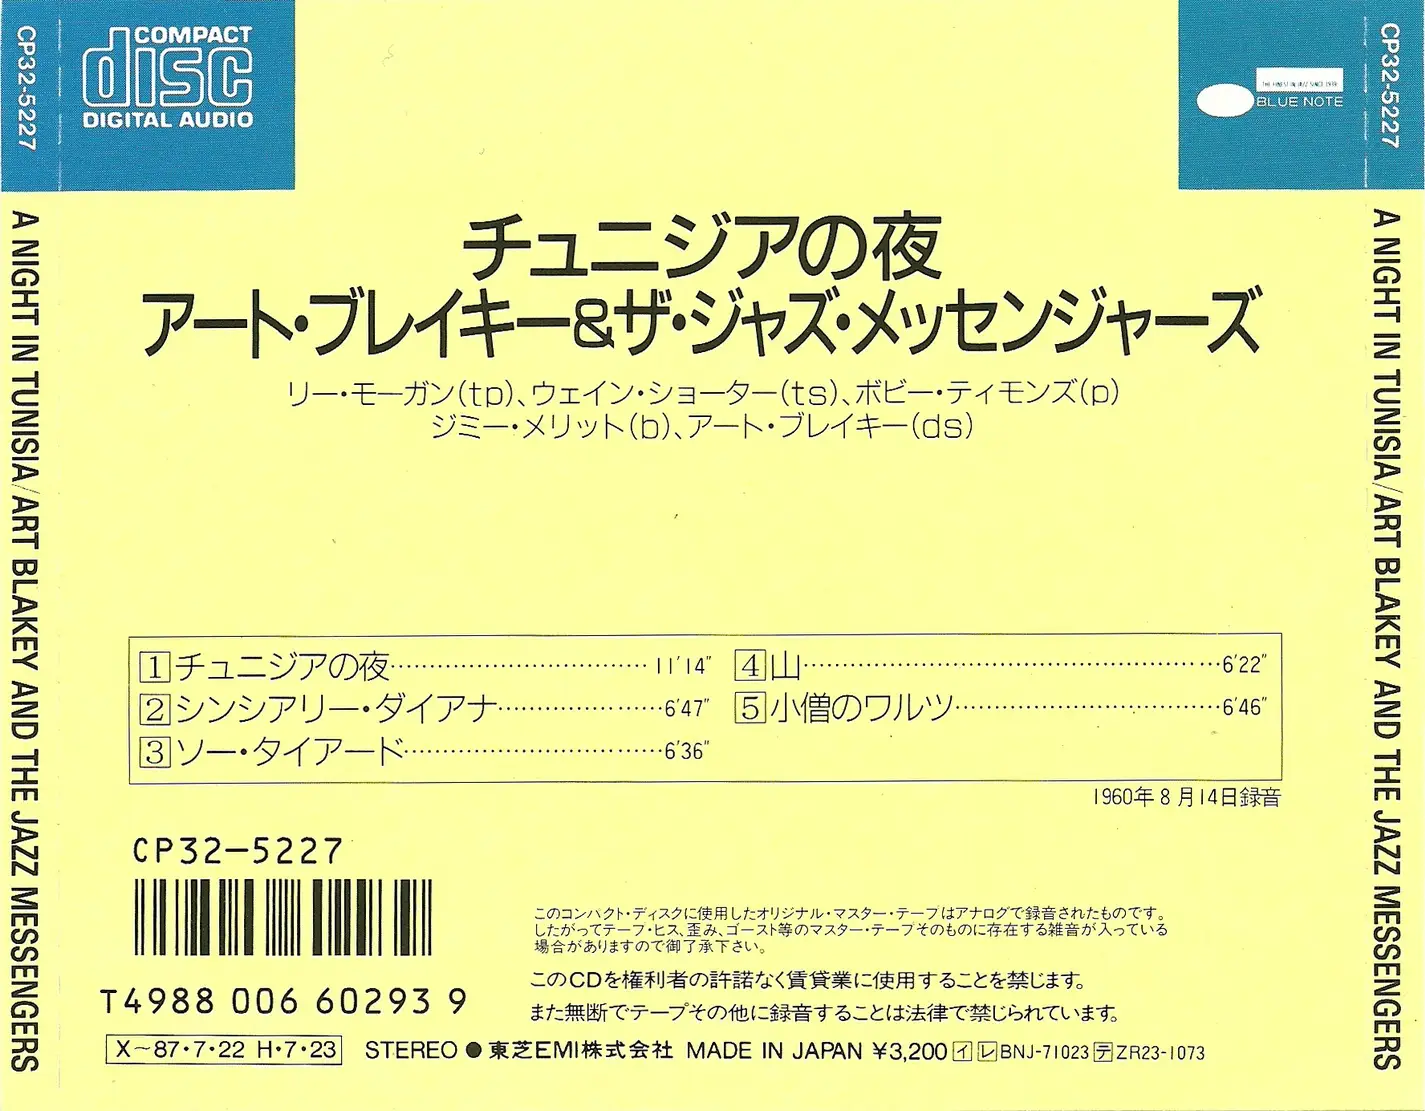 CP32-5227
COMPACT
disc
DIGITAL AUDIO
THE FINEST IN JAZZ SINCE 1939
BLUE NOTE
CP32-5227
A NIGHT IN TUNISIA/ART BLAKEY AND THE JAZZ MESSENGERS
チュニジアの夜
アート・ブレイキー&ザ・ジャズ・メッセンジャーズ
リー・モーガン(tp)、ウェイン・ショーター(ts)、ボビー・ティモンズ(p)
ジミー・メリット(b)、アート・ブレイキー(ds)
1 チュニジアの夜 11′14″
2 シンシアリー・ダイアナ 6′47″
3 ソー・タイアード 6′36″
4 山 6′22″
5 小僧のワルツ 6′46″
1960年8月14日録音
CP32-5227
T4988 006 60293 9
このコンパクト・ディスクに使用したオリジナル・マスター・テープはアナログで録音されたものです。
したがってテープ・ヒス、歪み、ゴースト等のマスター・テープそのものに存在する雑音が入っている
場合がありますので御了承下さい。
このCDを権利者の許諾なく賃貸業に使用することを禁じます。
また無断でテープその他に録音することは法律で禁じられています。
X~87・7・22 H・7・23 STEREO ● 東芝EMI株式会社 MADE IN JAPAN ¥3,200 イ レ BNJ-71023 テ ZR23-1073
A NIGHT IN TUNISIA/ART BLAKEY AND THE JAZZ MESSENGERS